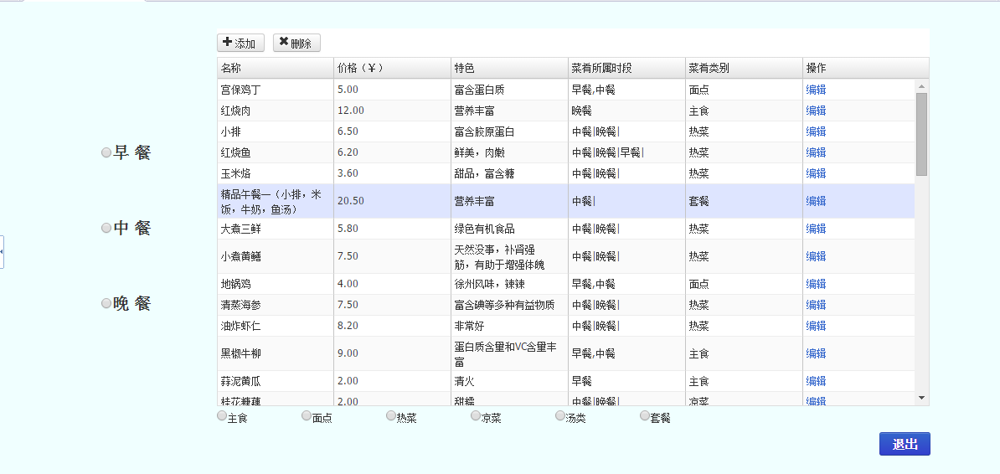 添加 删除
名称 价格（￥） 特色 菜肴所属时段 菜肴类别 操作
宫保鸡丁 5.00 富含蛋白质 早餐,中餐 面点 编辑
红烧肉 12.00 营养丰富 晚餐 主食 编辑
小排 6.50 富含胶原蛋白 中餐|晚餐| 热菜 编辑
红烧鱼 6.20 鲜美，肉嫩 中餐|晚餐|早餐| 热菜 编辑
玉米烙 3.60 甜品，富含糖 中餐|晚餐| 热菜 编辑
精品午餐一（小排，米
饭，牛奶，鱼汤） 20.50 营养丰富 中餐| 套餐 编辑
大煮三鲜 5.80 绿色有机食品 中餐|晚餐| 热菜 编辑
小煮黄鳝 7.50 天然没事，补肾强
筋，有助于增强体魄 中餐|晚餐| 热菜 编辑
地锅鸡 4.00 徐州风味，辣辣 早餐,中餐 面点 编辑
清蒸海参 7.50 富含碘等多种有益物质 中餐|晚餐| 热菜 编辑
油炸虾仁 8.20 非常好 中餐|晚餐| 热菜 编辑
黑椒牛柳 9.00 蛋白质含量和VC含量丰
富 早餐,中餐 主食 编辑
蒜泥黄瓜 2.00 清火 早餐 主食 编辑
桂花糖藕 2.00 甜糯 中餐|晚餐| 凉菜 编辑
早 餐
中 餐
晚 餐
主食 面点 热菜 凉菜 汤类 套餐
退出